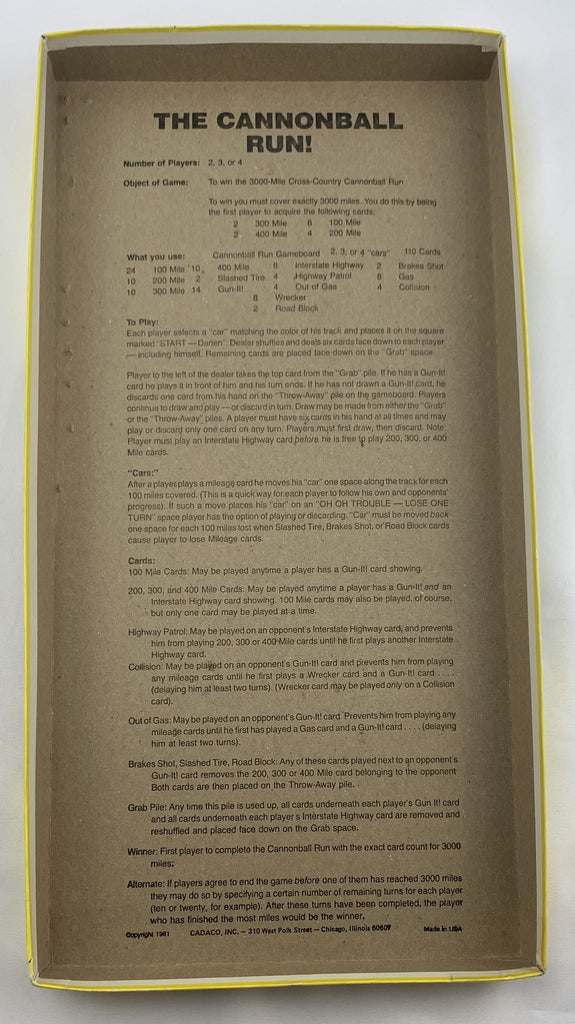 THE CANNONBALL
RUN!
Number of Players: 2, 3, or 4
Object of Game: To win the 3000-Mile Cross-Country Cannonball Run
To win you must cover exactly 3000 miles. You do this by being
the first player to acquire the following cards:
2 300 Mile 8 100 Mile
2 400 Mile 4 200 Mile
What you use: Cannonball Run Gameboard 2, 3, or 4 "cars" 110 Cards
24 100 Mile 10 400 Mile 8 Interstate Highway 2 Brakes Shot
10 200 Mile 2 Slashed Tire 4 Highway Patrol 8 Gas
10 300 Mile 14 Gun-It! 4 Out of Gas 4 Collision
8 Wrecker
2 Road Block
To Play:
Each player selects a "car" matching the color of his track and places it on the square
marked "START — Darien". Dealer shuffles and deals six cards face down to each player
— including himself. Remaining cards are placed face down on the "Grab" space.
Player to the left of the dealer takes the top card from the "Grab" pile. If he has a Gun-It!
card he plays it in front of him and his turn ends. If he has not drawn a Gun-It! card, he
discards one card from his hand on the "Throw-Away" pile on the gameboard. Players
continue to draw and play — or discard in turn. Draw may be made from either the "Grab"
or the "Throw-Away" piles. A player must have six cards in his hand at all times and may
play or discard only one card on any turn. Players must first draw, then discard. Note:
Player must play an Interstate Highway card before he is free to play 200, 300, or 400
Mile cards.
"Cars:"
After a player plays a mileage card he moves his "car" one space along the track for each
100 miles covered. (This is a quick way for each player to follow his own and opponents'
progress). If such a move places his "car" on an "OH OH TROUBLE — LOSE ONE
TURN" space player has the option of playing or discarding. "Car" must be moved back
one space for each 100 miles lost when Slashed Tire, Brakes Shot, or Road Block cards
cause player to lose Mileage cards.
Cards:
100 Mile Cards: May be played anytime a player has a Gun-It! card showing.
200, 300, and 400 Mile Cards: May be played anytime a player has a Gun-It! and an
Interstate Highway card showing. 100 Mile cards may also be played, of course,
but only one card may be played at a time.
Highway Patrol: May be played on an opponent's Interstate Highway card, and prevents
him from playing 200, 300 or 400 Mile cards until he first plays another Interstate
Highway card.
Collision: May be played on an opponent's Gun-It! card and prevents him from playing
any mileage cards until he first plays a Wrecker card and a Gun-It! card . . . .
(delaying him at least two turns). (Wrecker card may be played only on a Collision
card).
Out of Gas: May be played on an opponent's Gun-It! card. Prevents him from playing any
mileage cards until he first has played a Gas card and a Gun-It! card . . . . (delaying
him at least two turns).
Brakes Shot, Slashed Tire, Road Block: Any of these cards played next to an opponent's
Gun-It! card removes the 200, 300 or 400 Mile card belonging to the opponent
Both cards are then placed on the Throw-Away pile.
Grab Pile: Any time this pile is used up, all cards underneath each player's Gun It! card
and all cards underneath each player's Interstate Highway card are removed and
reshuffled and placed face down on the Grab space.
Winner: First player to complete the Cannonball Run with the exact card count for 3000
miles.
Alternate: If players agree to end the game before one of them has reached 3000 miles
they may do so by specifying a certain number of remaining turns for each player
(ten or twenty, for example). After these turns have been completed, the player
who has finished the most miles would be the winner.
Copyright 1981 CADACO, INC. — 310 West Polk Street — Chicago, Illinois 60607 Made in USA